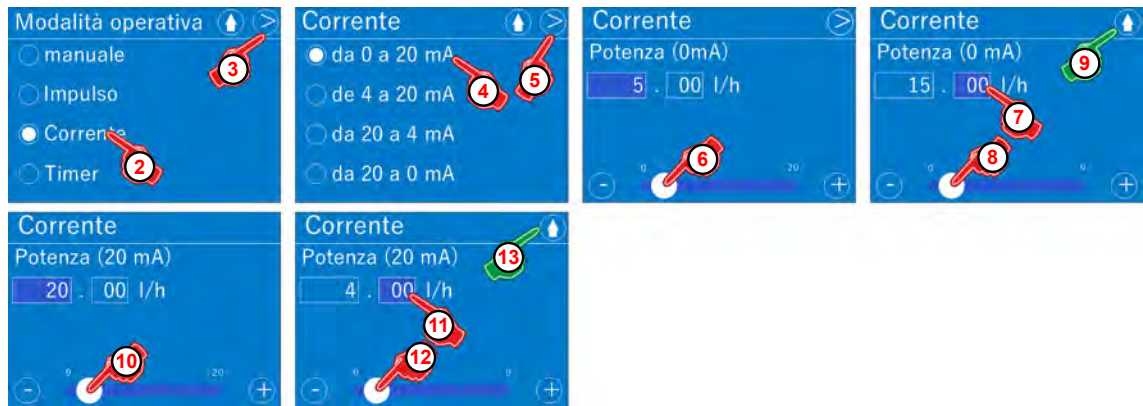 Modalità operativa
manuale
3
Impulso
Corrente
2
Timer
Corrente
da 0 a 20 mA
5
4
de 4 a 20 mA
da 20 a 4 mA
da 20 a 0 mA
Corrente
Potenza (0mA)
5 . 00 l/h
6
0 20
- +
Corrente
Potenza (0 mA)
9
15 . 00 l/h
7
8
0 9
- +
Corrente
Potenza (20 mA)
20 . 00 l/h
10
0 20
- +
Corrente
Potenza (20 mA)
13
4 . 00 l/h
11
12
0 9
- +